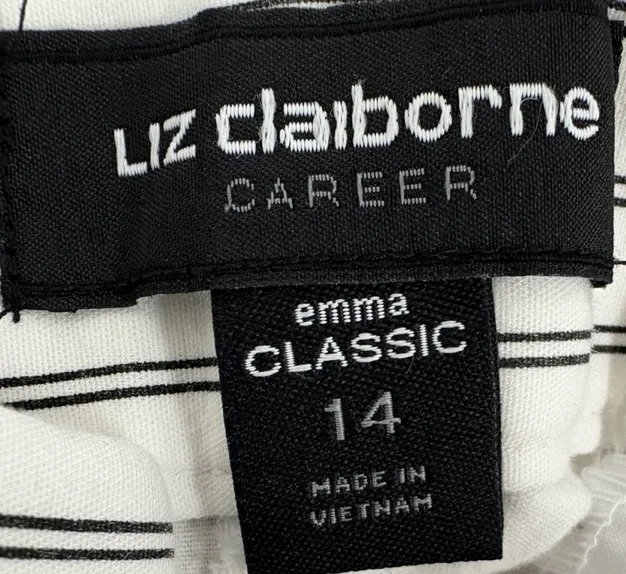 LIZ claiborne
CAREER
emma
CLASSIC
14
MADE IN
VIETNAM